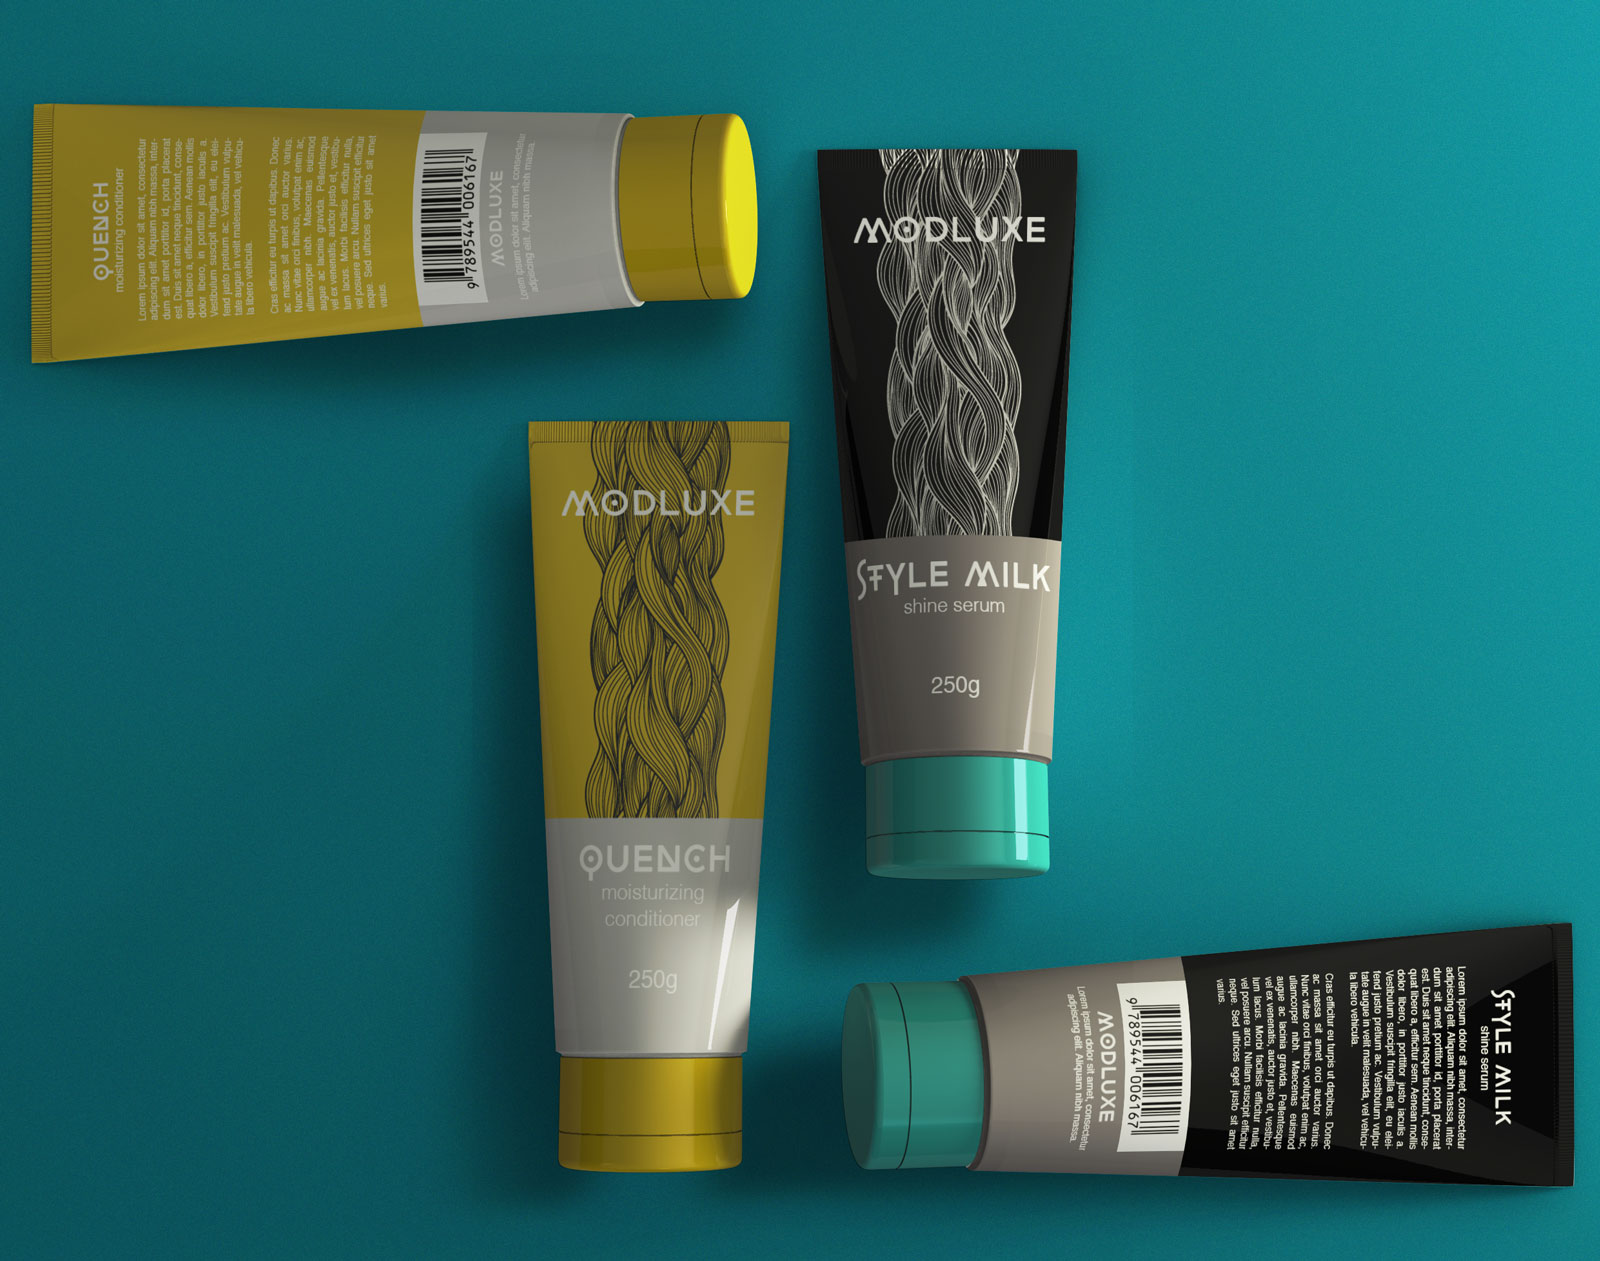 QUENCH
moisturizing conditioner
Lorem ipsum dolor sit amet, consectetur
adipiscing elit. Aliquam nibh massa, inter-
dum sit amet porttitor id, porta placerat
est. Duis sit amet neque tincidunt, conse-
quat libero a, efficitur sem. Aenean mollis
dolor libero, in porttitor justo iaculis a.
Vestibulum suscipit fringilla elit, eu elei-
fend justo pretium ac. Vestibulum vulpu-
tate augue in velit malesuada, vel vehicu-
la libero vehicula.
Cras efficitur eu turpis ut dapibus. Donec
ac massa sit amet orci auctor varius.
Nunc vitae orci finibus, volutpat enim ac,
ullamcorper nibh. Maecenas euismod
augue ac lacinia gravida. Pellentesque
vel ex venenatis, auctor justo et, vestibu-
lum lacus. Morbi facilisis efficitur nulla,
vel posuere arcu. Nullam suscipit efficitur
neque. Sed ultrices eget justo sit amet
varius.
9 789544 006167
MODLUXE
Lorem ipsum dolor sit amet, consectetur
adipiscing elit. Aliquam nibh massa.
MODLUXE
STYLE MILK
shine serum
250g
MODLUXE
QUENCH
moisturizing
conditioner
250g
STYLE MILK
shine serum
Lorem ipsum dolor sit amet, consectetur
adipiscing elit. Aliquam nibh massa, inter-
dum sit amet porttitor id, porta placerat
est. Duis sit amet neque tincidunt, conse-
quat libero a, efficitur sem. Aenean mollis
dolor libero, in porttitor justo iaculis a.
Vestibulum suscipit fringilla elit, eu elei-
fend justo pretium ac. Vestibulum vulpu-
tate augue in velit malesuada, vel vehicu-
la libero vehicula.
Cras efficitur eu turpis ut dapibus. Donec
ac massa sit amet orci auctor varius.
Nunc vitae orci finibus, volutpat enim ac,
ullamcorper nibh. Maecenas euismod
augue ac lacinia gravida. Pellentesque
vel ex venenatis, auctor justo et, vestibu-
lum lacus. Morbi facilisis efficitur nulla,
vel posuere arcu. Nullam suscipit efficitur
neque. Sed ultrices eget justo sit amet
varius.
9 789544 006167
MODLUXE
Lorem ipsum dolor sit amet, consectetur
adipiscing elit. Aliquam nibh massa.